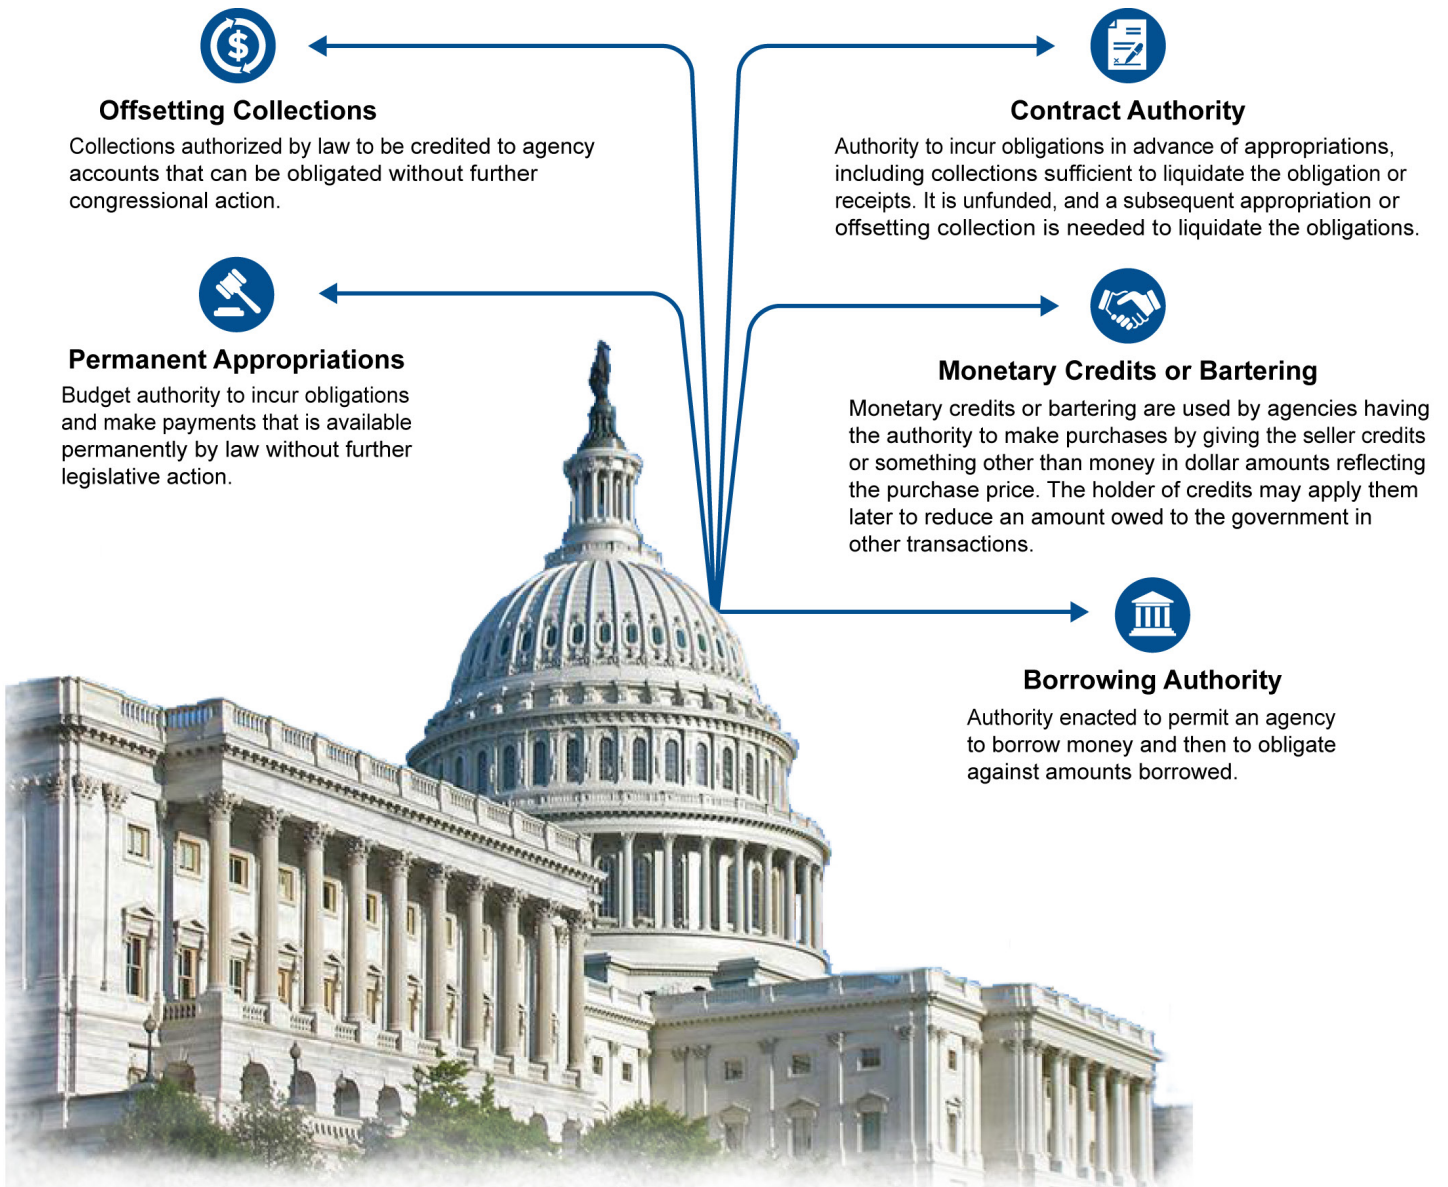 Offsetting Collections
Collections authorized by law to be credited to agency
accounts that can be obligated without further
congressional action.
Permanent Appropriations
Budget authority to incur obligations
and make payments that is available
permanently by law without further
legislative action.
Contract Authority
Authority to incur obligations in advance of appropriations,
including collections sufficient to liquidate the obligation or
receipts. It is unfunded, and a subsequent appropriation or
offsetting collection is needed to liquidate the obligations.
Monetary Credits or Bartering
Monetary credits or bartering are used by agencies having
the authority to make purchases by giving the seller credits
or something other than money in dollar amounts reflecting
the purchase price. The holder of credits may apply them
later to reduce an amount owed to the government in
other transactions.
Borrowing Authority
Authority enacted to permit an agency
to borrow money and then to obligate
against amounts borrowed.